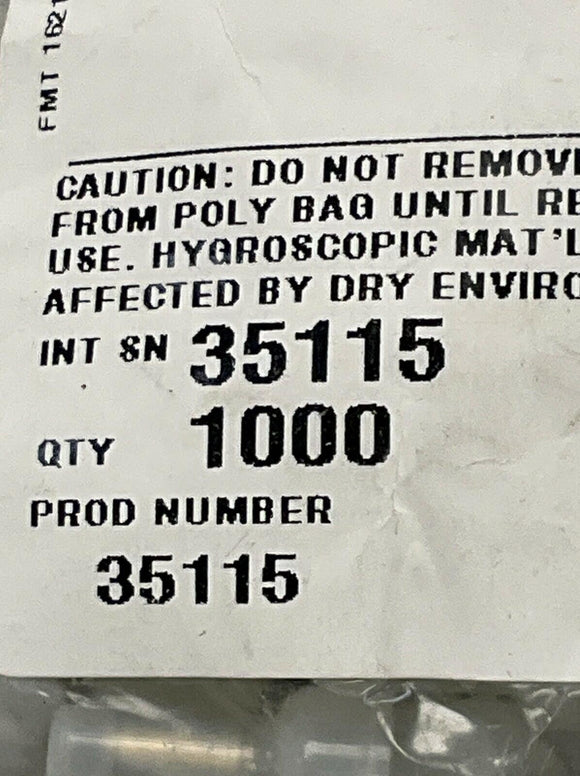 FMT 1621
CAUTION: DO NOT REMOV
FROM POLY BAG UNTIL RE
USE. HYGROSCOPIC MAT'L
AFFECTED BY DRY ENVIRO
INT SN 35115
QTY 1000
PROD NUMBER
35115